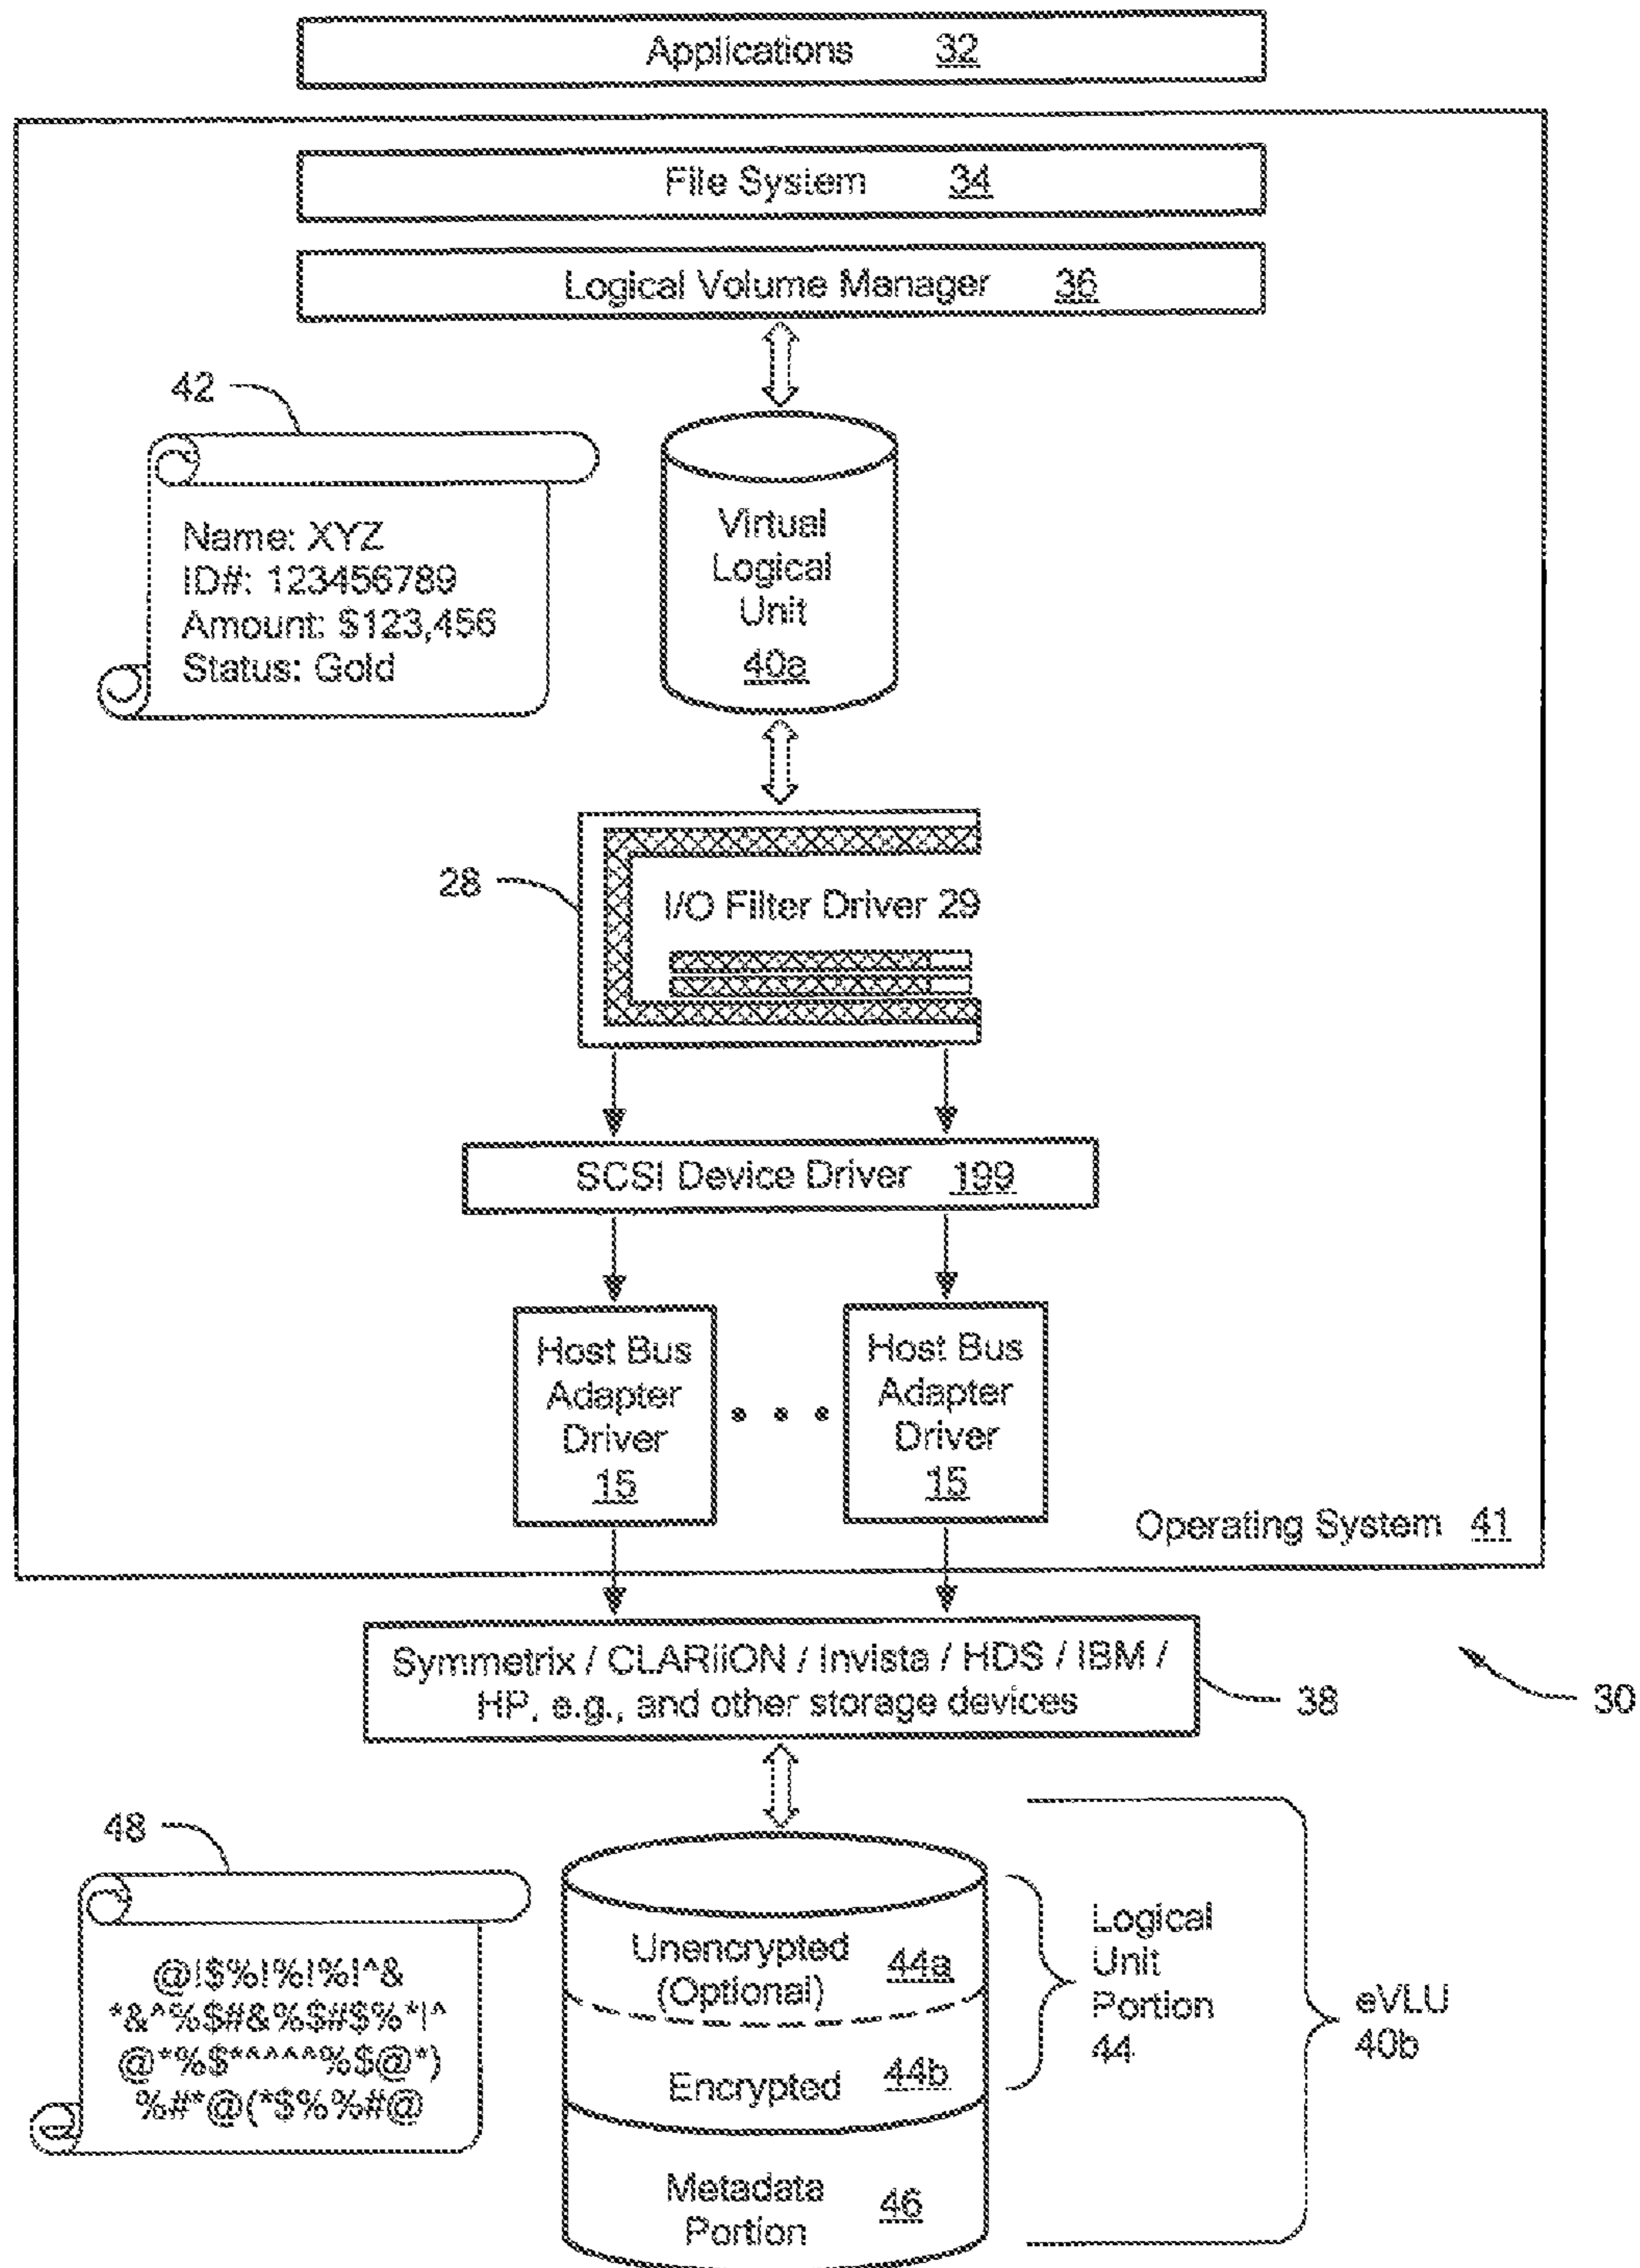 Applications 32
File System 34
Logical Volume Manager 36
42
Name: XYZ
ID#: 123456789
Amount: $123,456
Status: Gold
Virtual
Logical
Unit
40a
28
I/O Filter Driver 29
SCSI Device Driver 199
Host Bus
Adapter
Driver
15
Host Bus
Adapter
Driver
15
Operating System 41
Symmetrix / CLARiiON / Invista / HDS / IBM /
HP, e.g., and other storage devices
38
30
48
@!$%!%!%!^&
*&^%$#&%$#$%*!^
@*%$*^^^^^%$@*)
%#*@(*$%%#@
Unencrypted
(Optional)
44a
Encrypted 44b
Metadata
Portion
46
Logical
Unit
Portion
44
eVLU
40b